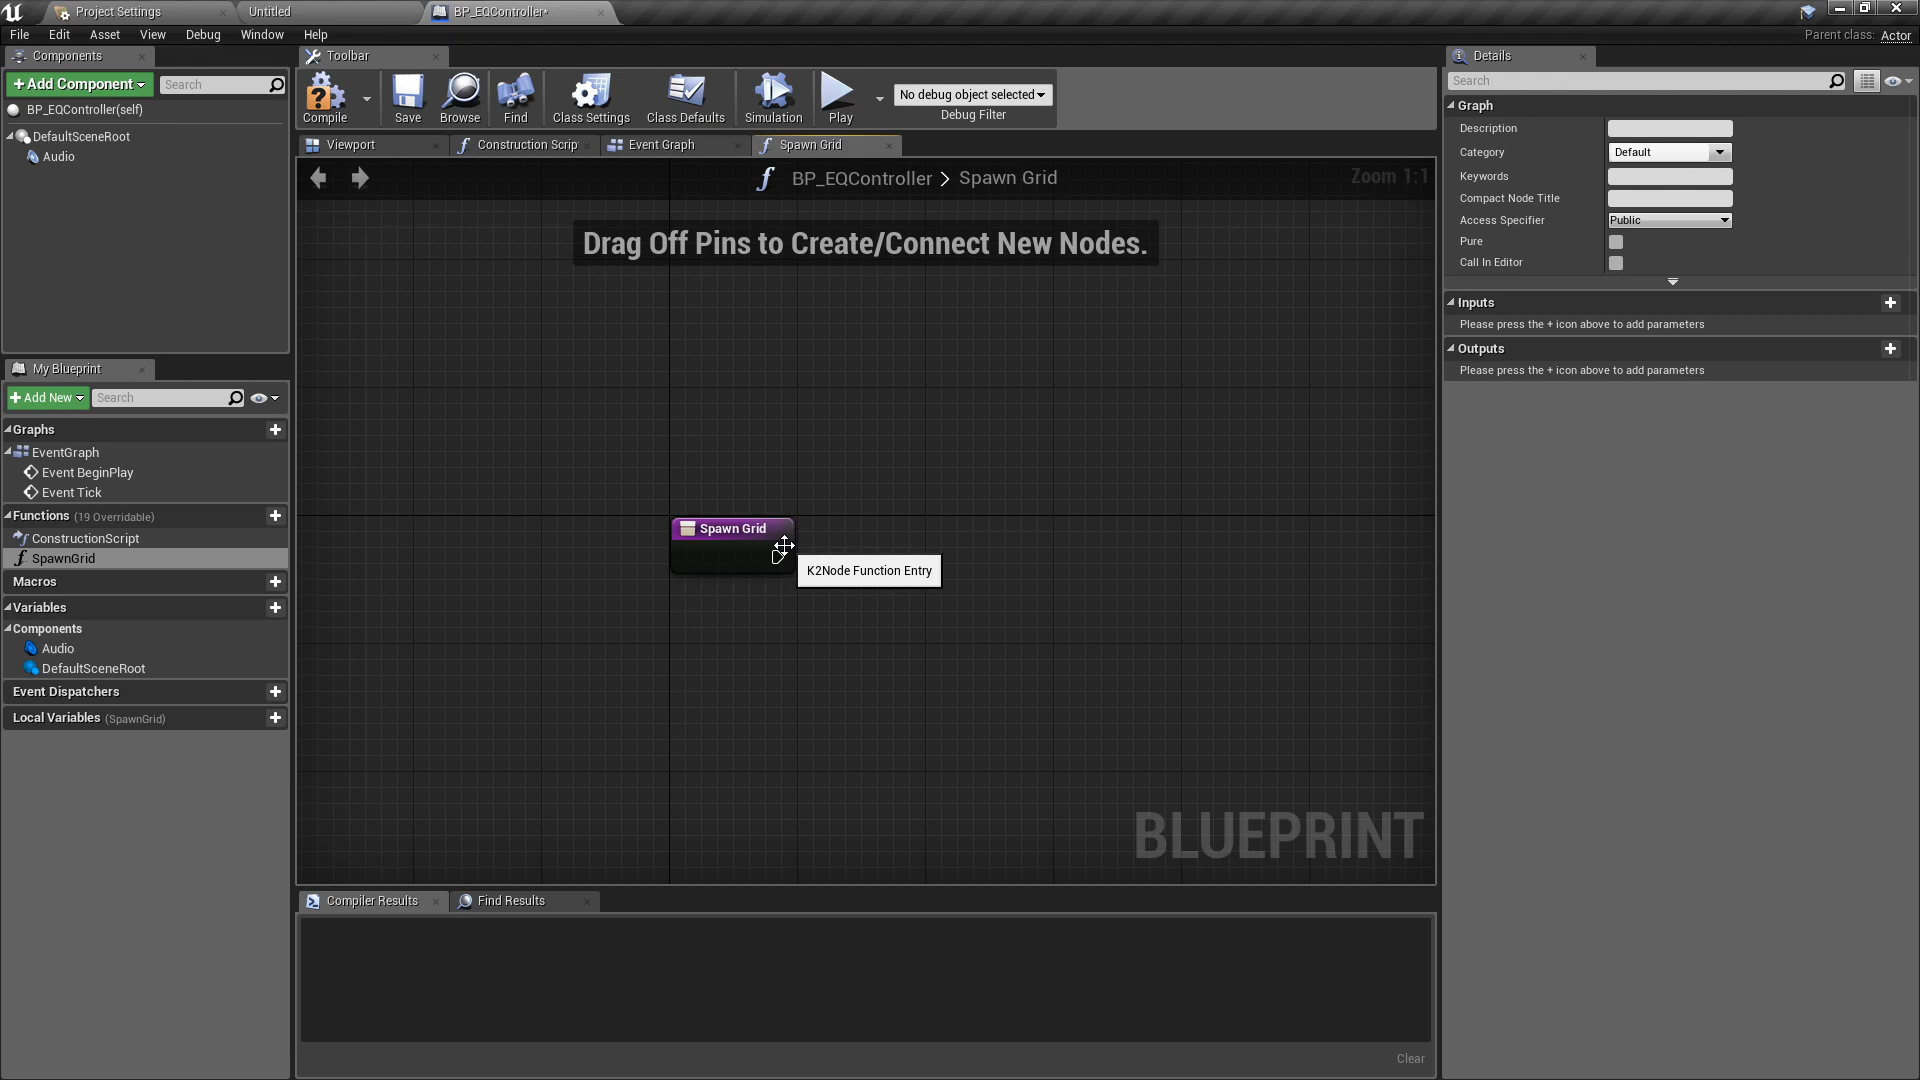 Project Settings
Untitled
BP_EQController*
File Edit Asset View Debug Window Help
Parent class: Actor
Components
Add Component
Search
BP_EQController(self)
DefaultSceneRoot
Audio
My Blueprint
Add New
Search
Graphs
EventGraph
Event BeginPlay
Event Tick
Functions (19 Overridable)
ConstructionScript
SpawnGrid
Macros
Variables
Components
Audio
DefaultSceneRoot
Event Dispatchers
Local Variables (SpawnGrid)
Toolbar
Compile
Save
Browse
Find
Class Settings
Class Defaults
Simulation
Play
No debug object selected
Debug Filter
Viewport
Construction Scrip
Event Graph
Spawn Grid
BP_EQController > Spawn Grid
Zoom 1:1
Drag Off Pins to Create/Connect New Nodes.
Spawn Grid
K2Node Function Entry
BLUEPRINT
Compiler Results
Find Results
Clear
Details
Search
Graph
Description
Category
Default
Keywords
Compact Node Title
Access Specifier
Public
Pure
Call In Editor
Inputs
Please press the + icon above to add parameters
Outputs
Please press the + icon above to add parameters